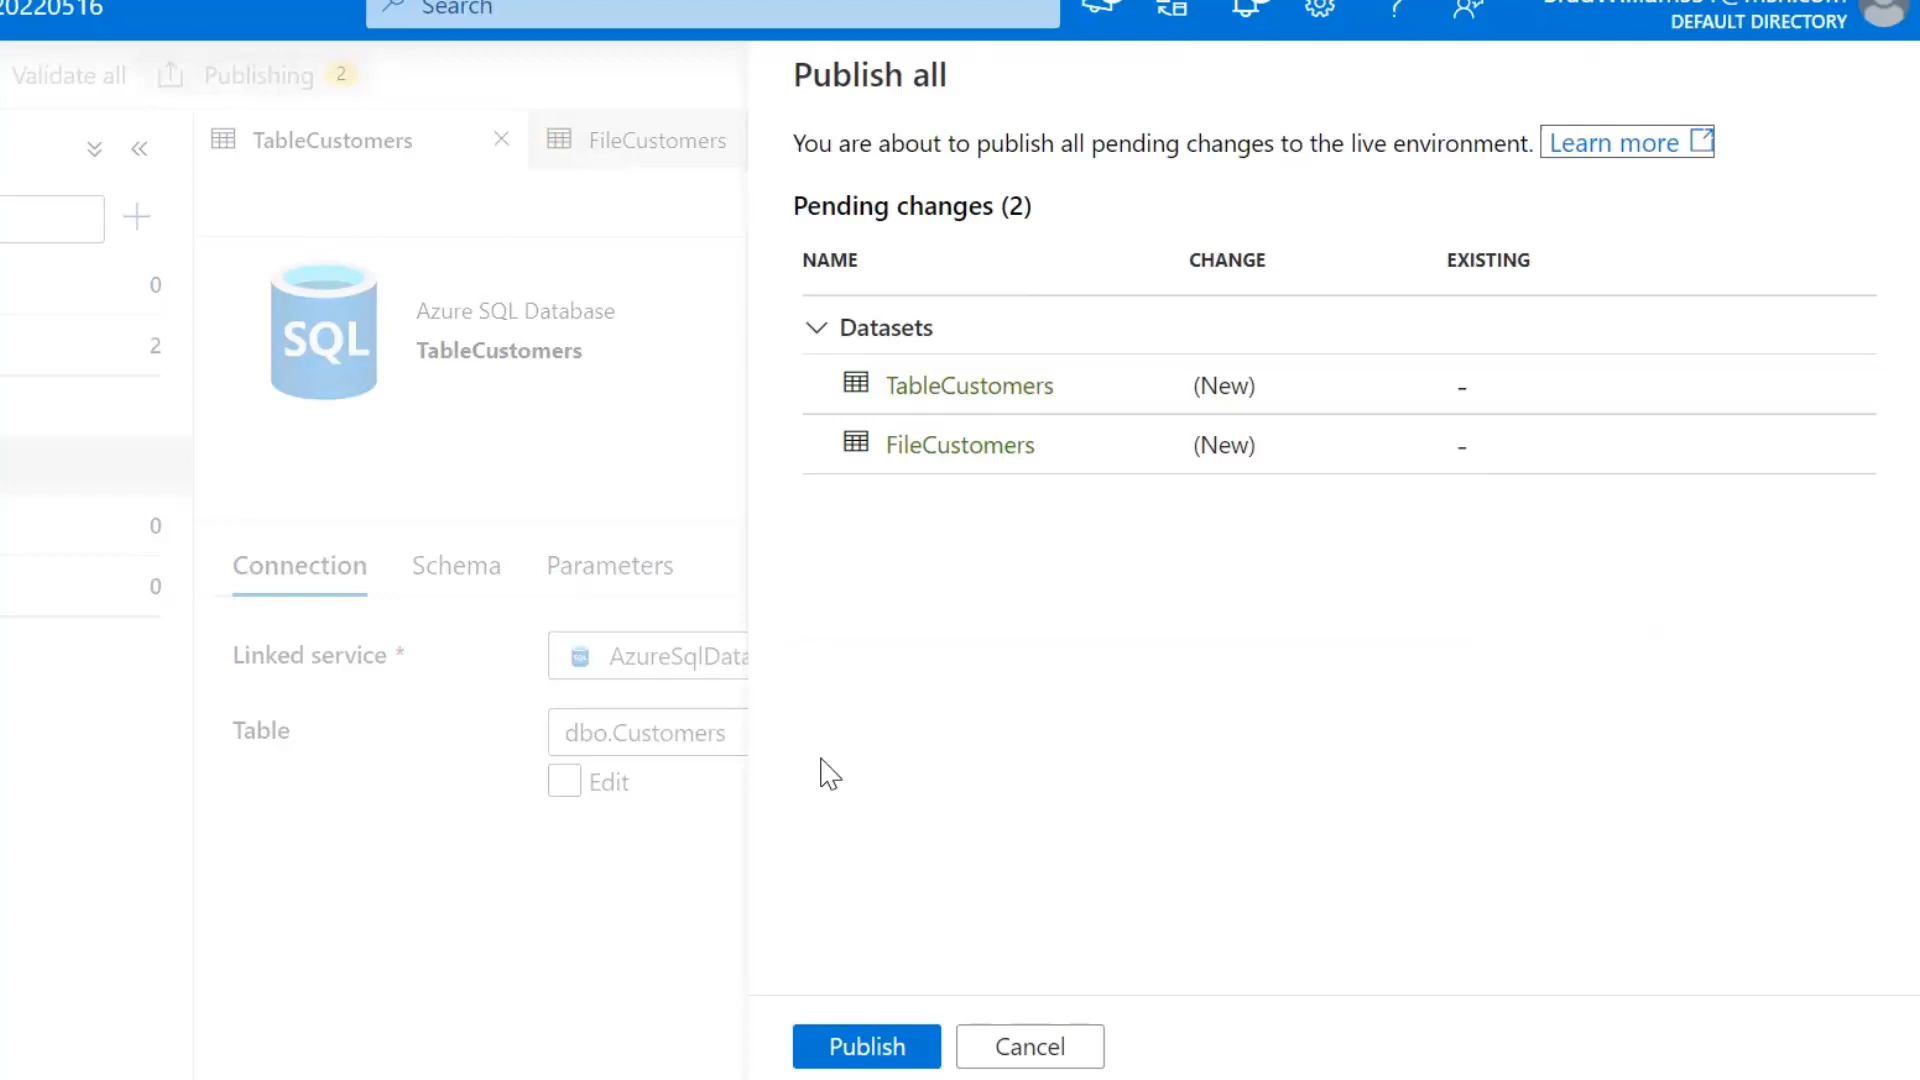 20220516
Search
DEFAULT DIRECTORY
Validate all
Publishing 2
TableCustomers
FileCustomers
0
2
0
0
SQL
Azure SQL Database
TableCustomers
Connection
Schema
Parameters
Linked service *
AzureSqlData
Table
dbo.Customers
Edit
Publish all
You are about to publish all pending changes to the live environment. Learn more
Pending changes (2)
NAME CHANGE EXISTING
Datasets
TableCustomers (New) -
FileCustomers (New) -
Publish
Cancel